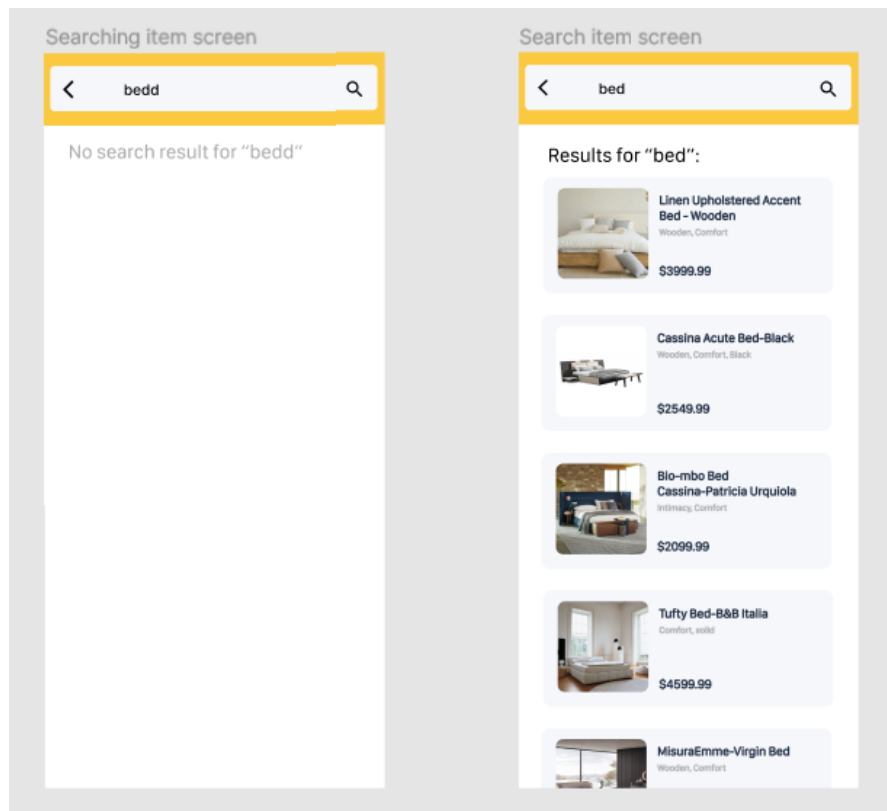 Searching item screen
bedd
No search result for “bedd”
Search item screen
bed
Results for “bed”:
Linen Upholstered Accent
Bed - Wooden
Wooden, Comfort
$3999.99
Cassina Acute Bed-Black
Wooden, Comfort, Black
$2549.99
Bio-mbo Bed
Cassina-Patricia Urquiola
Intimacy, Comfort
$2099.99
Tufty Bed-B&B Italia
Comfort, solid
$4599.99
MisuraEmme-Virgin Bed
Wooden, Comfort